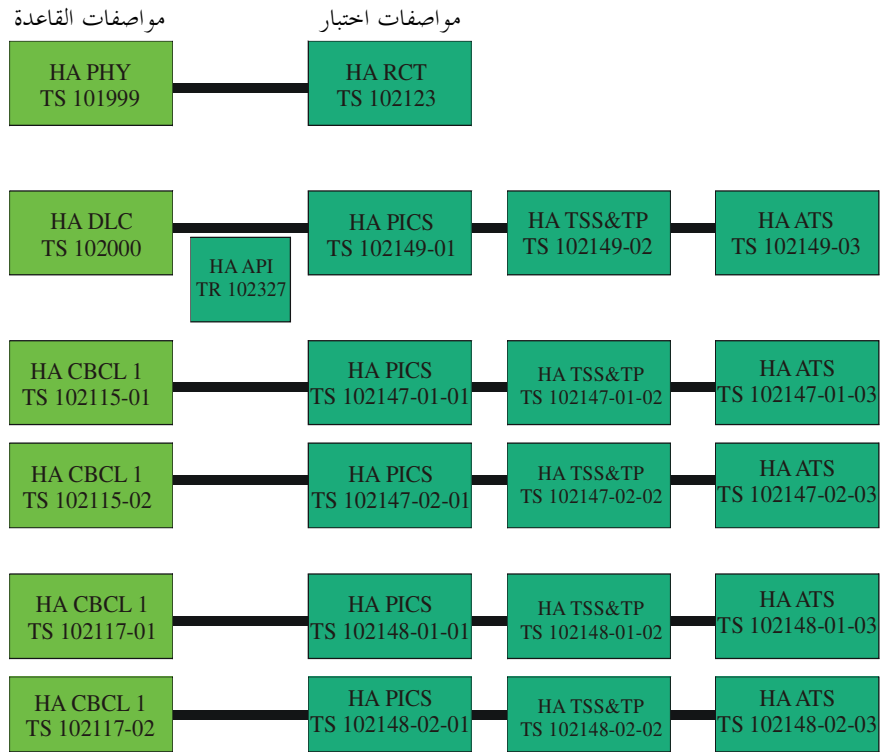 مواصفات القاعدة
مواصفات اختبار
HA PHY
TS 101999
HA RCT
TS 102123
HA DLC
TS 102000
HA API
TR 102327
HA PICS
TS 102149-01
HA TSS&TP
TS 102149-02
HA ATS
TS 102149-03
HA CBCL 1
TS 102115-01
HA PICS
TS 102147-01-01
HA TSS&TP
TS 102147-01-02
HA ATS
TS 102147-01-03
HA CBCL 1
TS 102115-02
HA PICS
TS 102147-02-01
HA TSS&TP
TS 102147-02-02
HA ATS
TS 102147-02-03
HA CBCL 1
TS 102117-01
HA PICS
TS 102148-01-01
HA TSS&TP
TS 102148-01-02
HA ATS
TS 102148-01-03
HA CBCL 1
TS 102117-02
HA PICS
TS 102148-02-01
HA TSS&TP
TS 102148-02-02
HA ATS
TS 102148-02-03